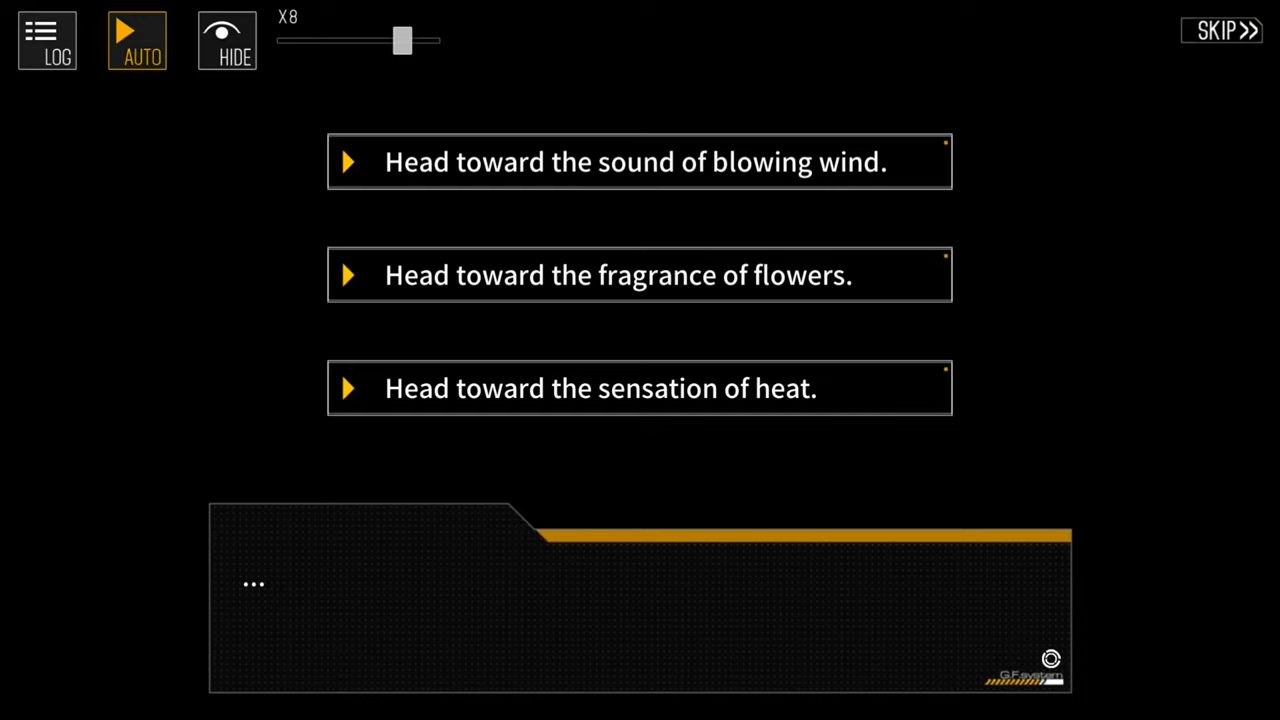 LOG
AUTO
HIDE
X8
SKIP
Head toward the sound of blowing wind.
Head toward the fragrance of flowers.
Head toward the sensation of heat.
...
G.F.system